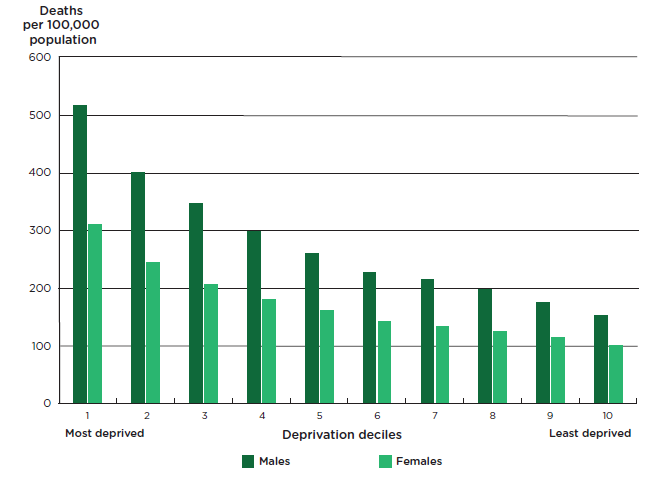 Deaths
per 100,000
population
600
500
400
300
200
100
0
1 2 3 4 5 6 7 8 9 10
Most deprived Deprivation deciles Least deprived
Males Females